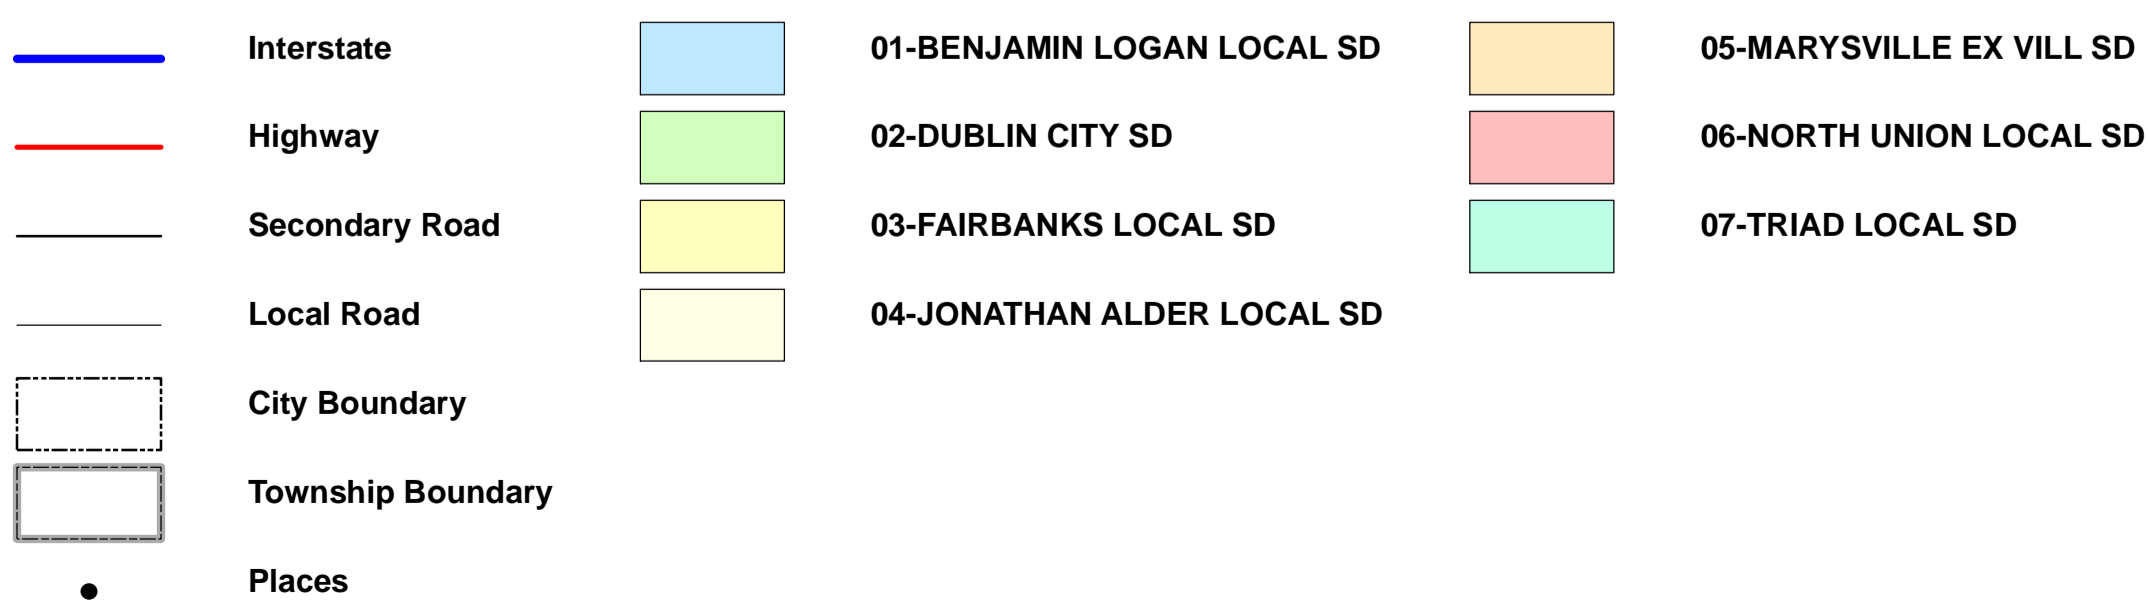 Interstate
Highway
Secondary Road
Local Road
City Boundary
Township Boundary
Places
01-BENJAMIN LOGAN LOCAL SD
02-DUBLIN CITY SD
03-FAIRBANKS LOCAL SD
04-JONATHAN ALDER LOCAL SD
05-MARYSVILLE EX VILL SD
06-NORTH UNION LOCAL SD
07-TRIAD LOCAL SD